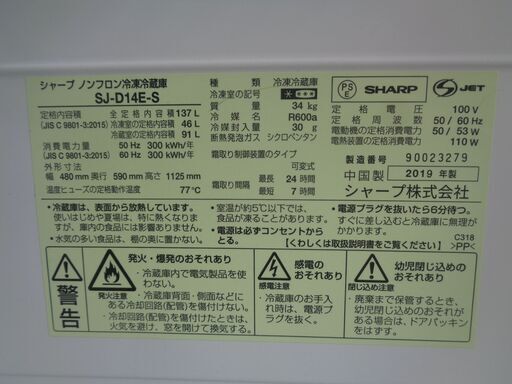 シャープ ノンフロン冷凍冷蔵庫
SJ-D14E-S
定格内容積 全定格内容積 137 L
(JIS C 9801-3:2015) 冷凍室の定格内容積 46 L
冷蔵室の定格内容積 91 L
消費電力量 50 Hz 300 kWh/年
(JIS C 9801-3:2015) 60 Hz 300 kWh/年
外形寸法
幅 480 mm 奥行 590 mm 高さ 1125 mm
温度ヒューズの定格動作温度 77℃
種類 冷凍冷蔵庫
冷凍室の記号
質量 34 kg
冷媒 R600a
冷媒封入量 30 g
断熱発泡ガス シクロペンタン
霜取り制御装置のタイプ
可変式
霜取り間隔 最長 24 時間
最短 7 時間
PS
E
SHARP
JET
定格電圧 100 V
定格周波数 50 / 60 Hz
電動機の定格消費電力 50 / 53 W
電熱装置の定格消費電力 110 W
製造番号 90023279
中国製 2019 年製
シャープ株式会社
・冷蔵庫は、表面から放熱しています。
使いはじめや夏場は、特に熱くなりますが、庫内の食品には影響ありません。
・水気の多い食品は、棚の奥に置かない。
・室温が約5℃以下では、
食品が凍ることがあります。
・電源は必ずコンセントからとる。
・電源プラグを抜いたら6分待つ。
すぐに差し込むと冷蔵庫に無理がかかります。
【くわしくは取扱説明書をご覧ください】
C318
>PP<
警告
発火・爆発のおそれあり
発火注意
・冷蔵庫内で電気製品を使わない。
・冷蔵庫背面・側面などにある冷却回路(配管)を傷付けない。
・冷却回路(配管)を傷付けたときは、火気を避け、窓を開けて換気する。
感電のおそれあり
感電注意
・冷蔵庫のお手入れ時は、電源プラグを抜く。
幼児閉じ込めのおそれあり
・廃棄まで保管するとき、幼児閉じ込めのおそれがある場合は、ドアパッキンをはずす。